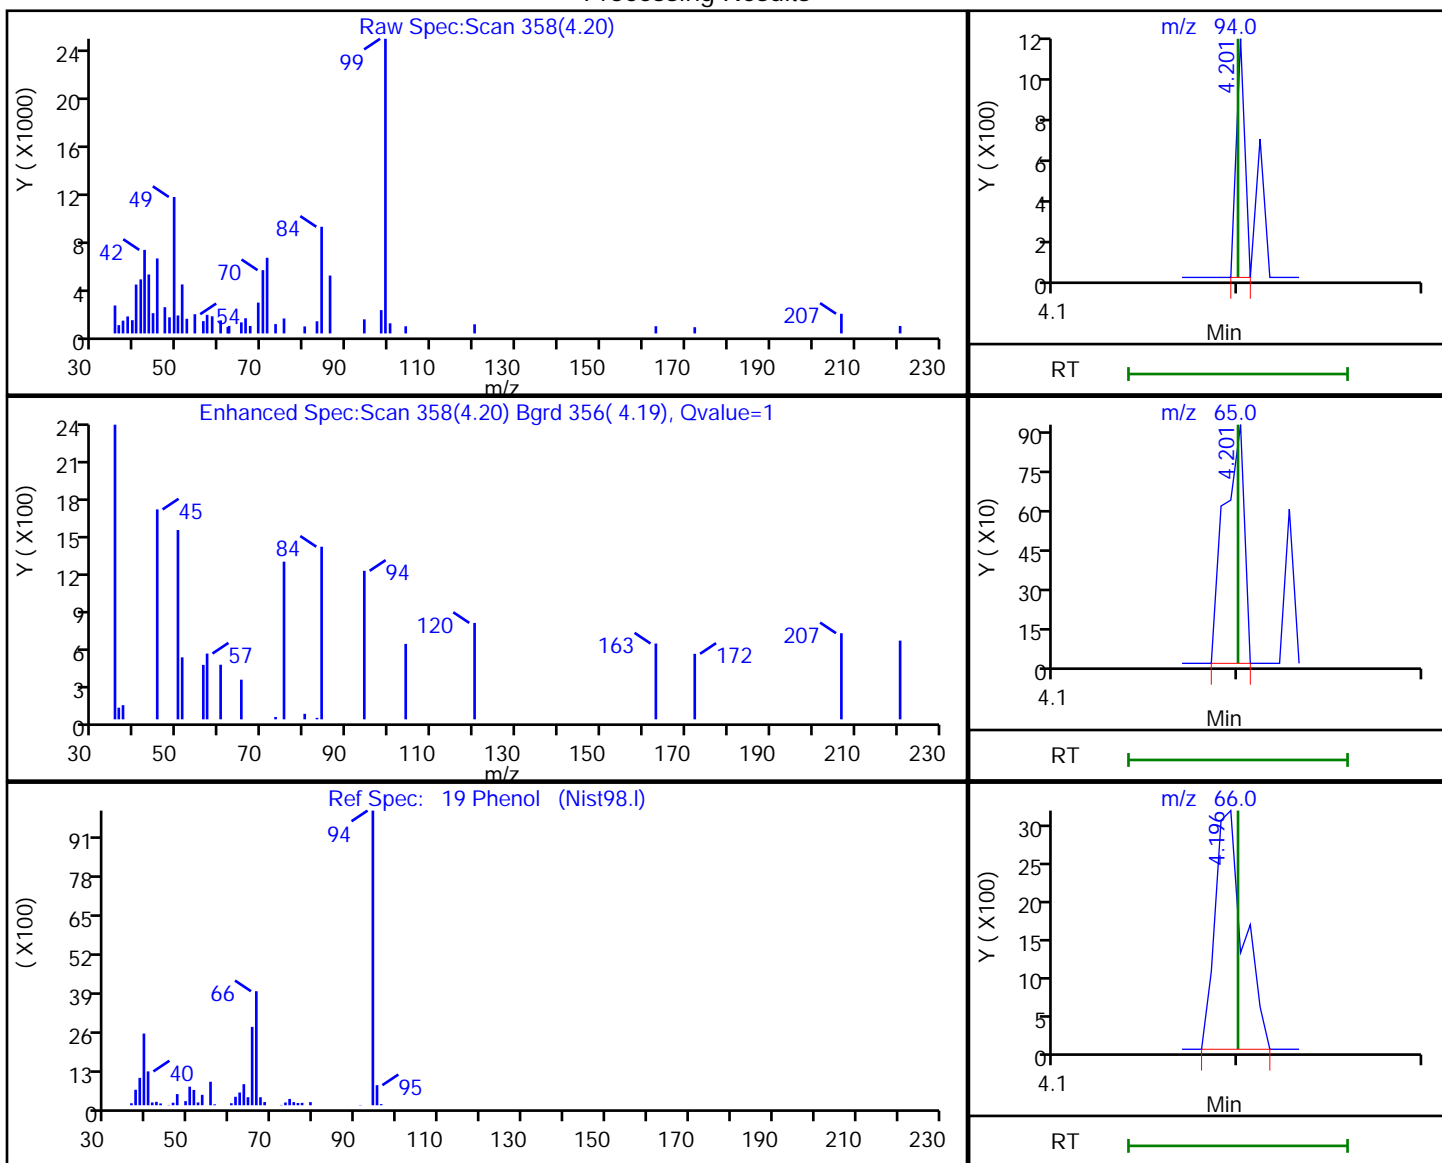 Processing Results
Raw Spec:Scan 358(4.20)
Y ( X1000)
24
20
16
12
8
4
0
99
49
42
84
70
54
207
30 50 70 90 110 130 150 170 190 210 230
m/z
m/z 94.0
Y ( X100)
12
10
8
6
4
2
0
4.201
4.1
Min
RT
Enhanced Spec:Scan 358(4.20) Bgrd 356( 4.19), Qvalue=1
Y ( X100)
24
21
18
15
12
9
6
3
0
45
84
94
57
120
163
172
207
30 50 70 90 110 130 150 170 190 210 230
m/z
m/z 65.0
Y ( X10)
90
75
60
45
30
15
0
4.201
4.1
Min
RT
Ref Spec: 19 Phenol (Nist98.l)
( X100)
91
78
65
52
39
26
13
0
94
66
40
95
30 50 70 90 110 130 150 170 190 210 230
m/z 66.0
Y ( X100)
30
25
20
15
10
5
0
4.196
4.1
Min
RT